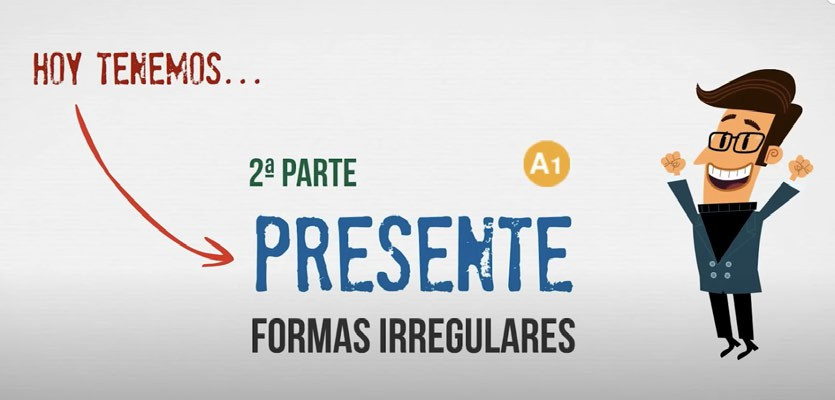 HOY TENEMOS...
2ª PARTE
A1
PRESENTE
FORMAS IRREGULARES